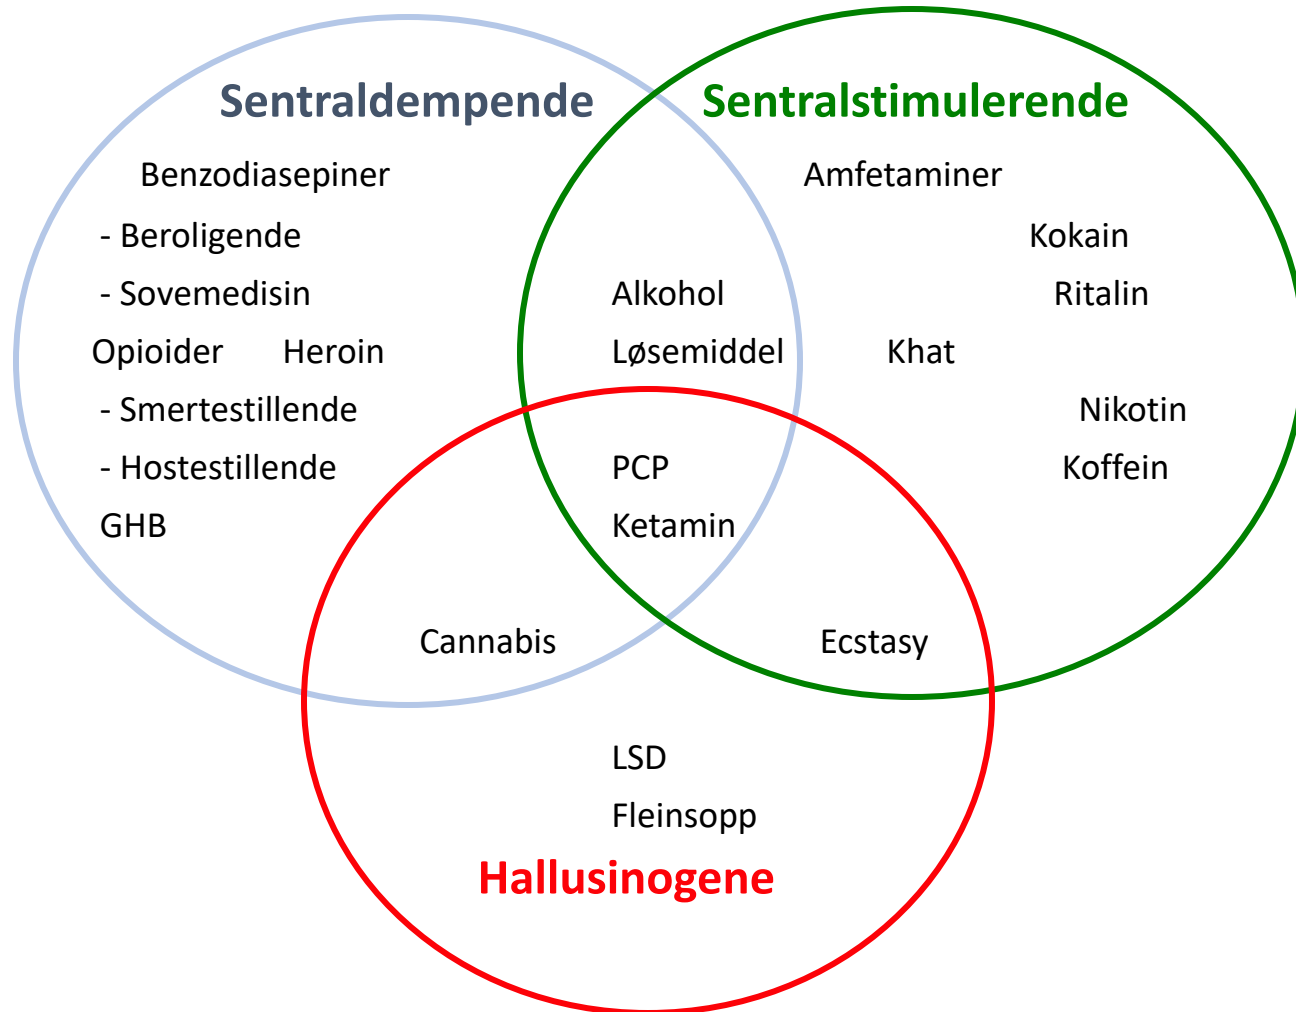 Sentraldempende
Sentralstimulerende
Benzodiasepiner
- Beroligende
- Sovemedisin
Opioider Heroin
- Smertestillende
- Hostestillende
GHB
Alkohol
Løsemiddel
PCP
Ketamin
Amfetaminer
Kokain
Ritalin
Khat
Nikotin
Koffein
Cannabis
Ecstasy
LSD
Fleinsopp
Hallusinogene